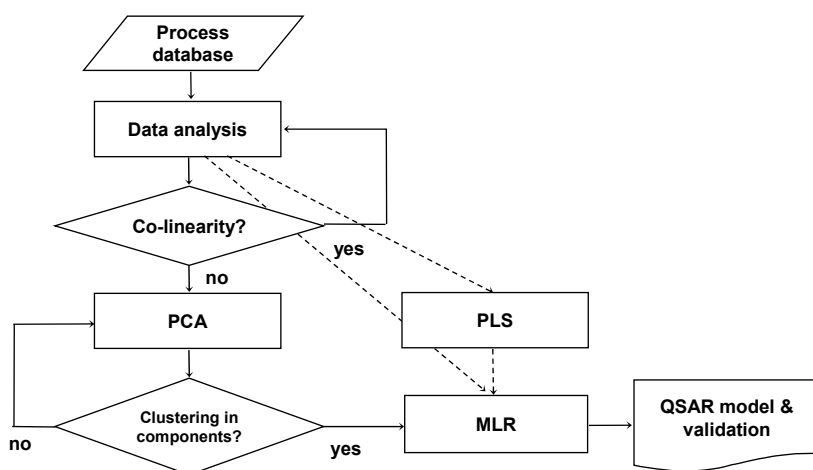 Process
database
Data analysis
Co-linearity?
yes
no
PCA
PLS
Clustering in
components?
no
yes
MLR
QSAR model &
validation